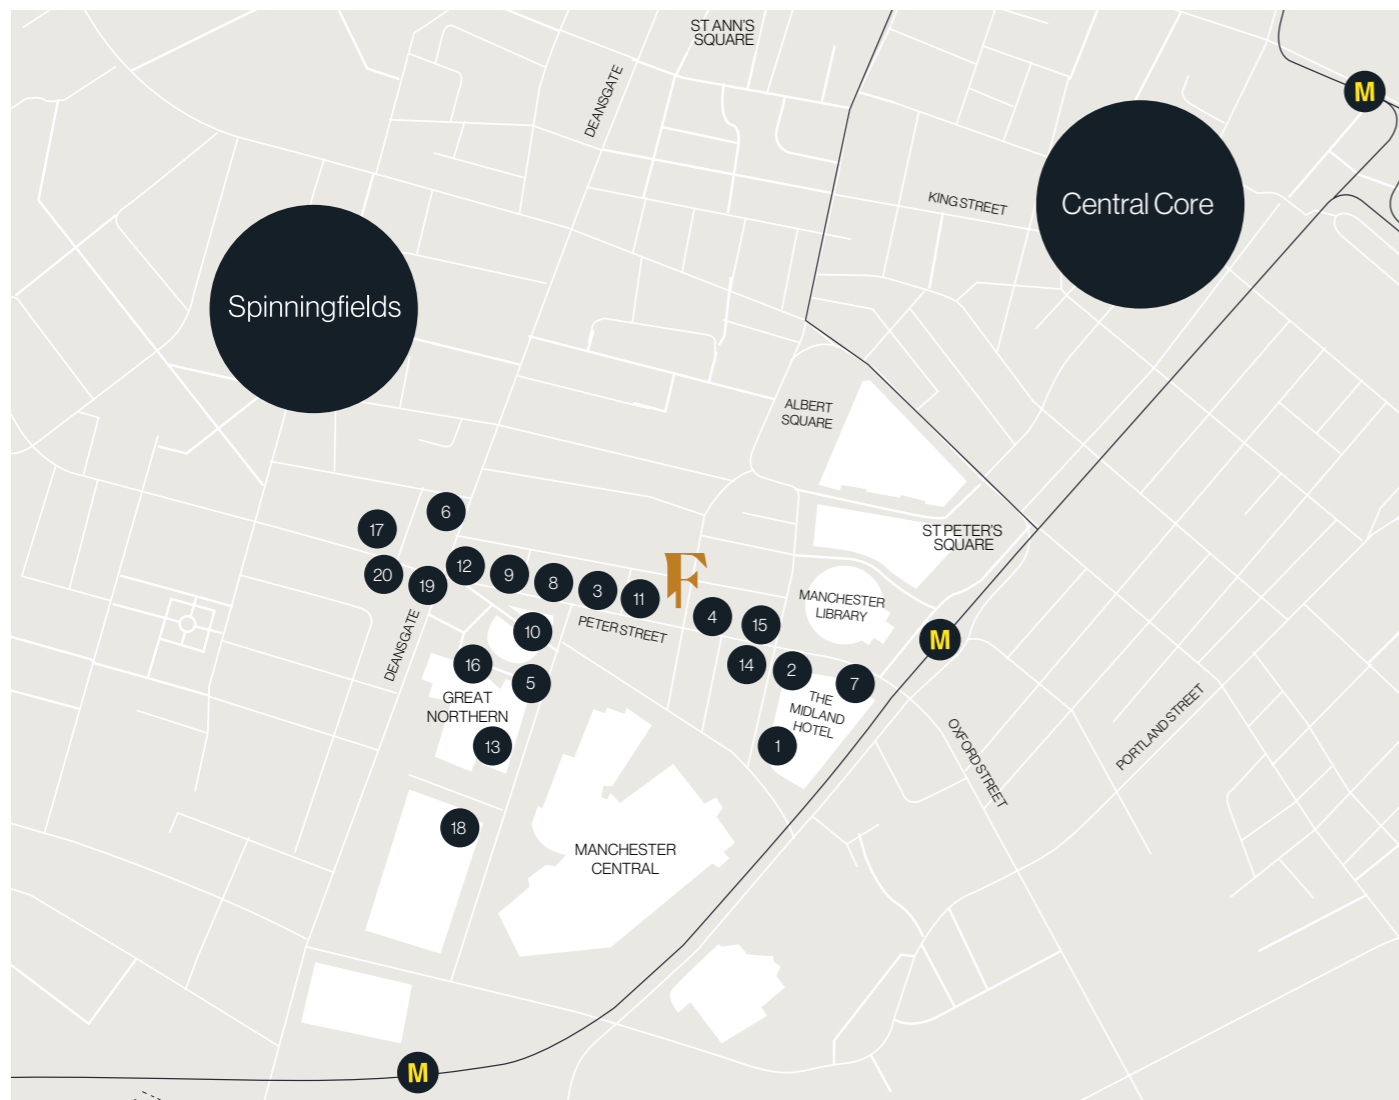 ST ANN'S
SQUARE
DEANSGATE
M
KING STREET
Central Core
Spinningfields
ALBERT
SQUARE
6
17
ST PETER'S
SQUARE
12
20
19
9
8
3
11
F
MANCHESTER
LIBRARY
4
15
10
PETER STREET
DEANSGATE
M
16
14
2
7
5
GREAT
NORTHERN
THE
MIDLAND
HOTEL
13
1
OXFORD STREET
PORTLAND STREET
18
MANCHESTER
CENTRAL
M